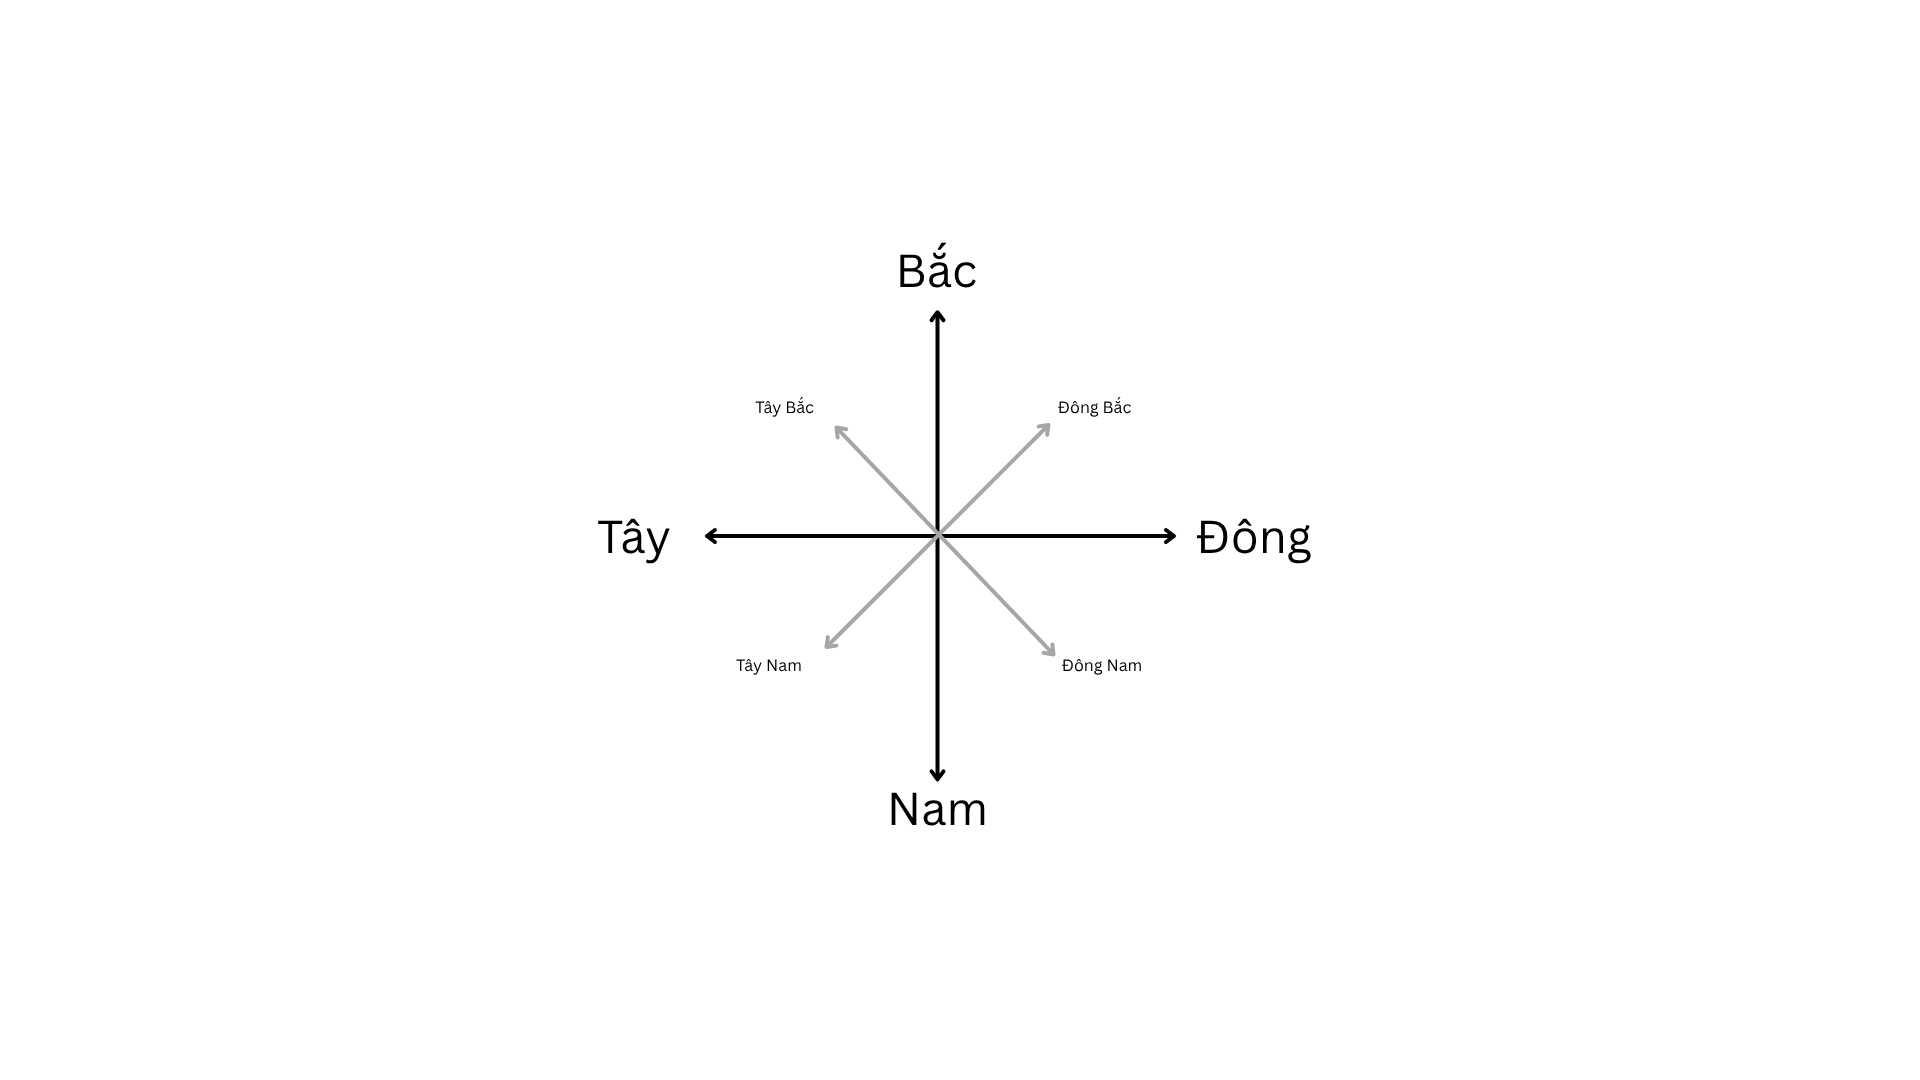 Bắc
Tây Bắc
Đông Bắc
Tây
Đông
Tây Nam
Đông Nam
Nam